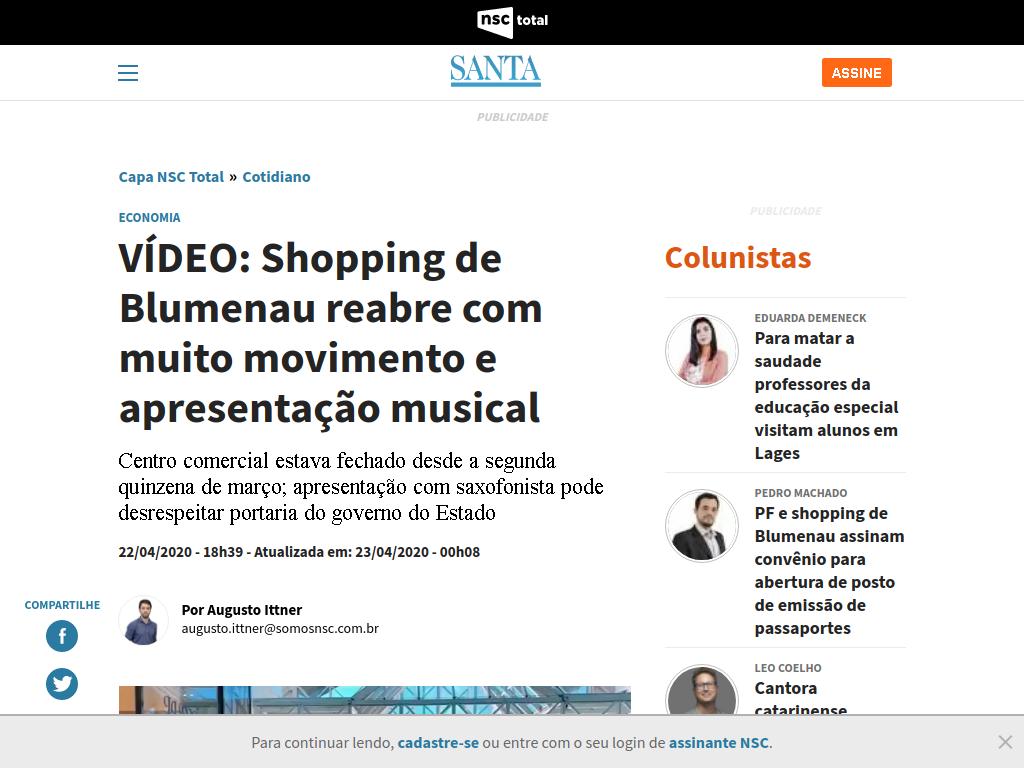 nsc total
SANTA
ASSINE
PUBLICIDADE
Capa NSC Total » Cotidiano
ECONOMIA
VÍDEO: Shopping de
Blumenau reabre com
muito movimento e
apresentação musical
Centro comercial estava fechado desde a segunda
quinzena de março; apresentação com saxofonista pode
desrespeitar portaria do governo do Estado
22/04/2020 - 18h39 - Atualizada em: 23/04/2020 - 00h08
COMPARTILHE
Por Augusto Ittner
augusto.ittner@somosnsc.com.br
PUBLICIDADE
Colunistas
EDUARDA DEMENECK
Para matar a
saudade
professores da
educação especial
visitam alunos em
Lages
PEDRO MACHADO
PF e shopping de
Blumenau assinam
convênio para
abertura de posto
de emissão de
passaportes
LEO COELHO
Cantora
catarinense
Para continuar lendo, cadastre-se ou entre com o seu login de assinante NSC.